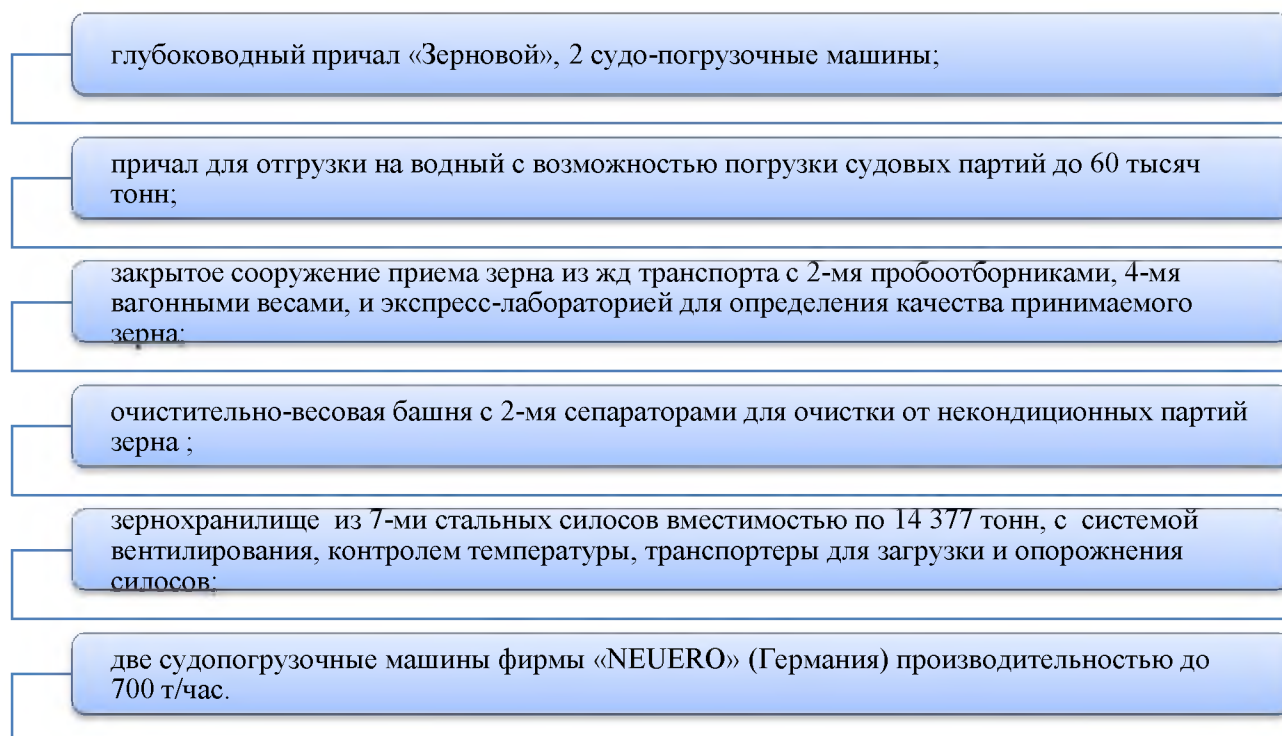 глубоководный причал «Зерновой», 2 судо-погрузочные машины;
причал для отгрузки на водный с возможностью погрузки судовых партий до 60 тысяч
тонн;
закрытое сооружение приема зерна из жд транспорта с 2-мя пробоотборниками, 4-мя
вагонными весами, и экспресс-лабораторией для определения качества принимаемого
зерна;
очистительно-весовая башня с 2-мя сепараторами для очистки от некондиционных партий
зерна ;
зернохранилище из 7-ми стальных силосов вместимостью по 14 377 тонн, с системой
вентилирования, контролем температуры, транспортеры для загрузки и опорожнения
силосов;
две судопогрузочные машины фирмы «NEUERO» (Германия) производительностью до
700 т/час.